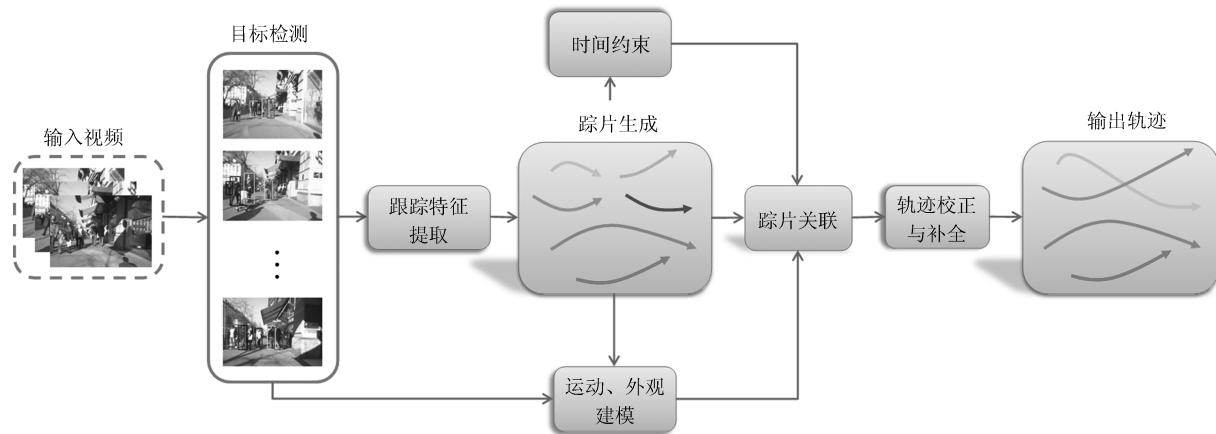 输入视频
目标检测
跟踪特征
提取
时间约束
踪片生成
运动、外观
建模
踪片关联
轨迹校正
与补全
输出轨迹